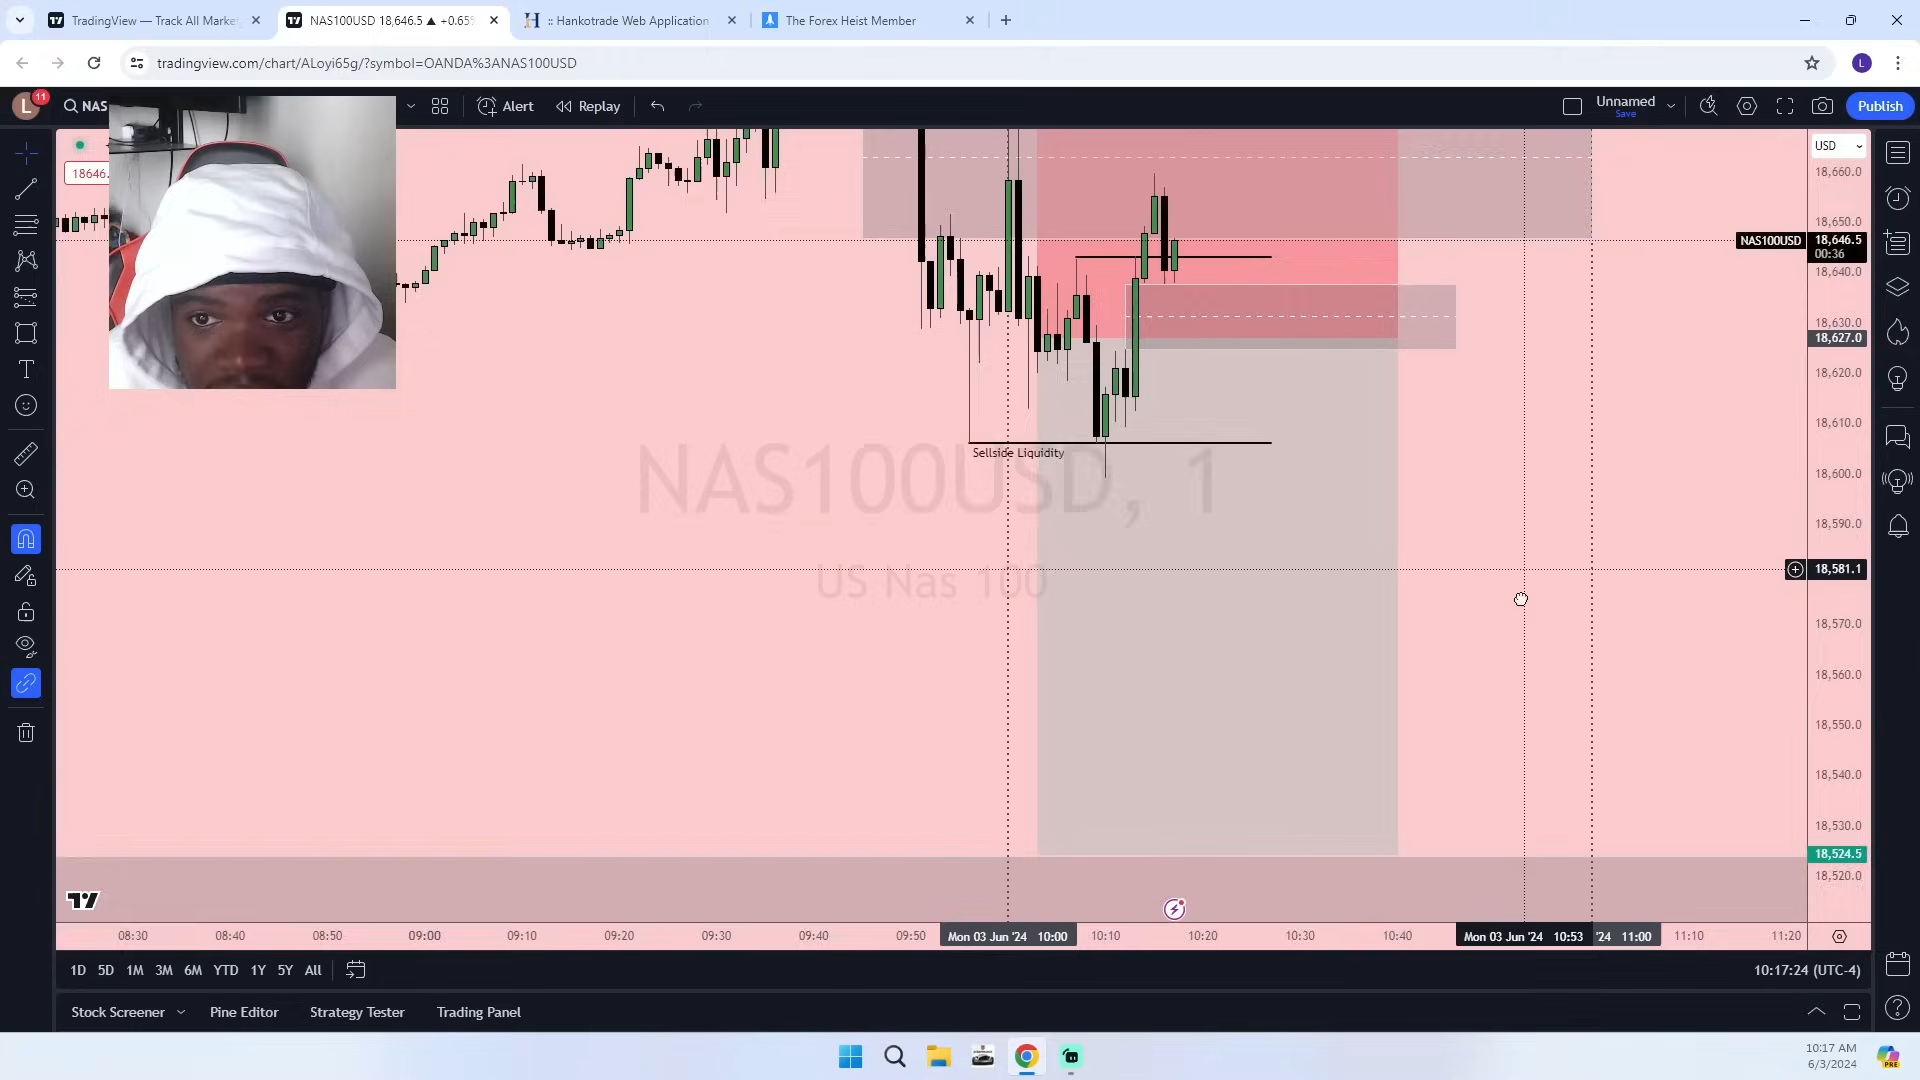 TradingView — Track All Marke
NAS100USD 18,646.5 ▲ +0.65%
:: Hankotrade Web Application
The Forex Heist Member
tradingview.com/chart/ALoyi65g/?symbol=OANDA%3ANAS100USD
L
L
11
NAS
Alert
Replay
Unnamed
Save
Publish
18646.
USD
18,660.0
18,650.0
NAS100USD
18,646.5
00:36
18,640.0
18,630.0
18,627.0
18,620.0
18,610.0
Sellside Liquidity
18,600.0
NAS100USD, 1
18,590.0
US Nas 100
18,581.1
18,570.0
18,560.0
18,550.0
18,540.0
18,530.0
18,524.5
18,520.0
08:30 08:40 08:50 09:00 09:10 09:20 09:30 09:40 09:50 Mon 03 Jun '24 10:00 10:10 10:20 10:30 10:40 Mon 03 Jun '24 10:53 '24 11:00 11:10 11:20
1D 5D 1M 3M 6M YTD 1Y 5Y All
10:17:24 (UTC-4)
Stock Screener Pine Editor Strategy Tester Trading Panel
10:17 AM
6/3/2024
PRE